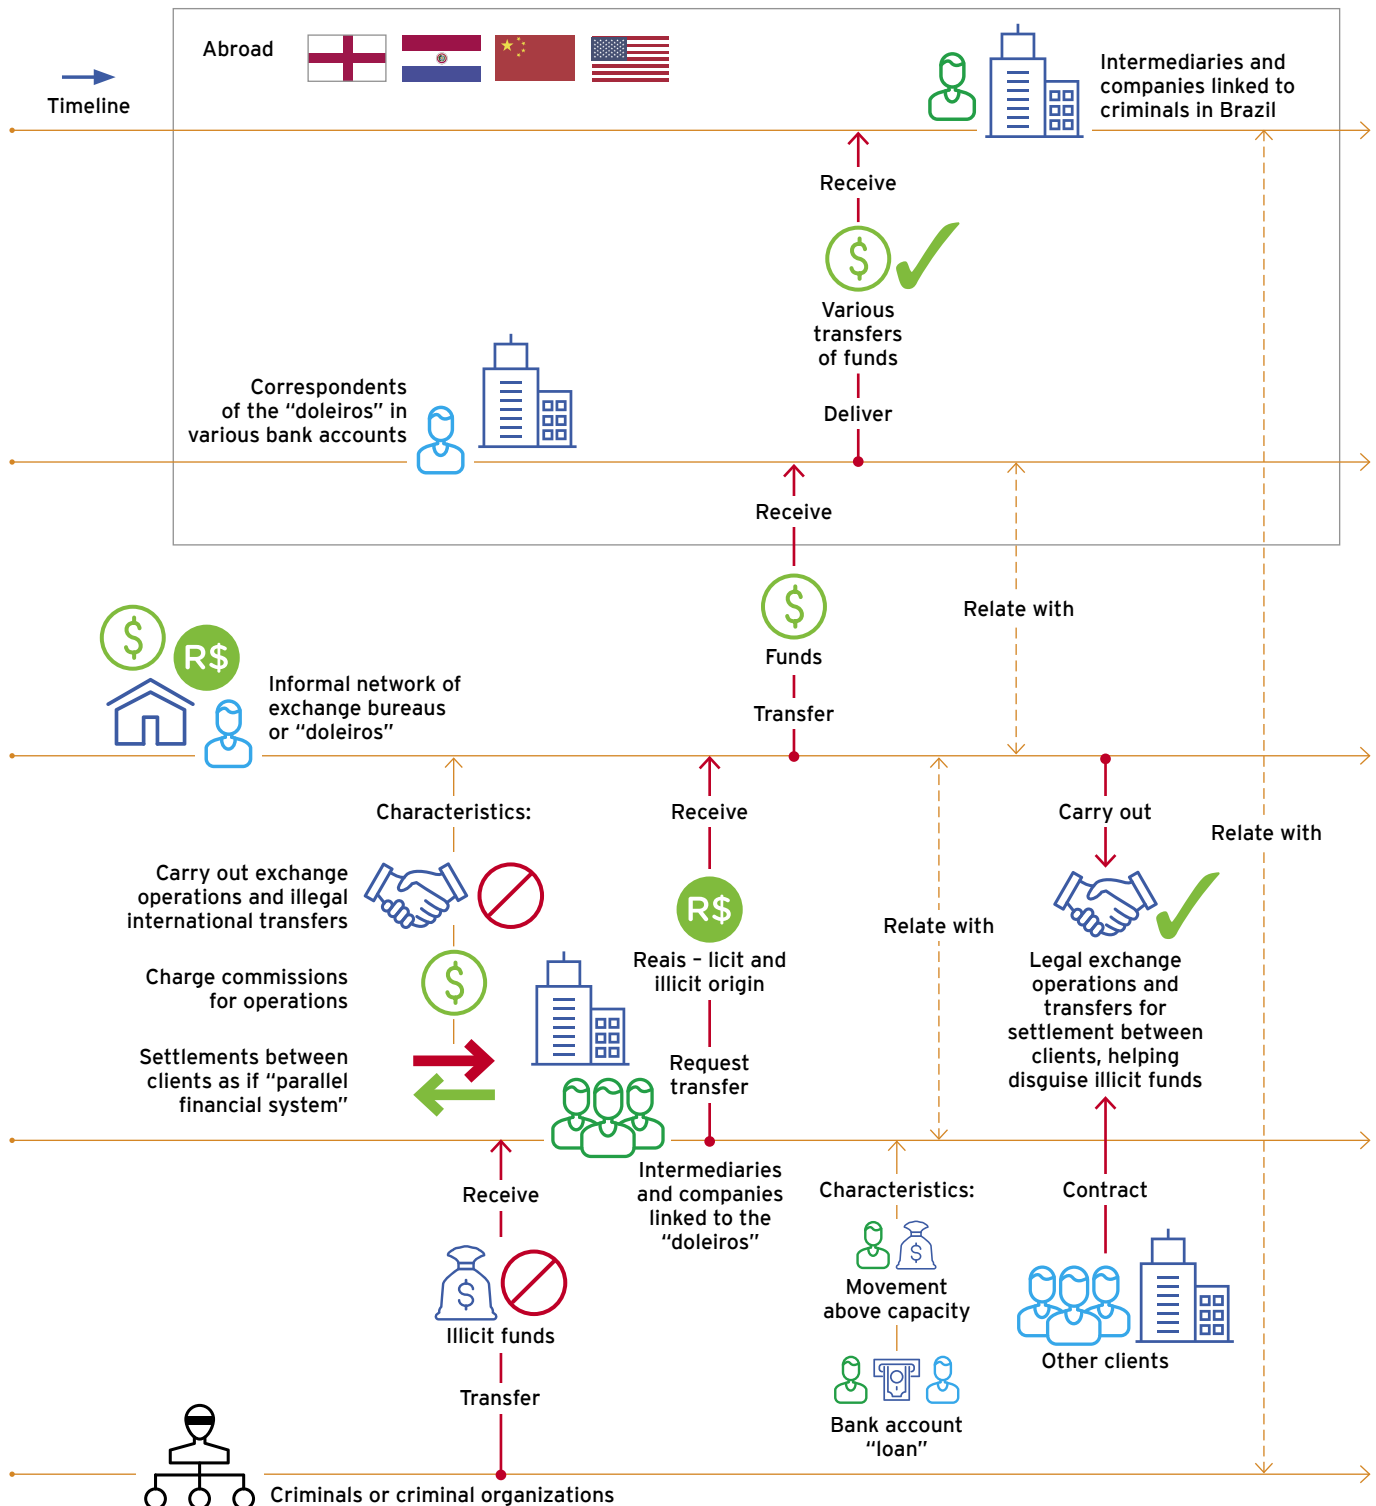 Abroad
Timeline
Intermediaries and
companies linked to
criminals in Brazil
Receive
$
Various
transfers
of funds
Deliver
Correspondents
of the “doleiros” in
various bank accounts
Receive
$
Funds
Transfer
Relate with
$
R$
Informal network of
exchange bureaus
or “doleiros”
Characteristics:
Carry out exchange
operations and illegal
international transfers
Charge commissions
for operations
$
Settlements between
clients as if “parallel
financial system”
Receive
R$
Reais – licit and
illicit origin
Request
transfer
Relate with
Carry out
Legal exchange
operations and
transfers for
settlement between
clients, helping
disguise illicit funds
Relate with
Receive
$
Illicit funds
Transfer
Intermediaries
and companies
linked to the
“doleiros”
Characteristics:
$
Movement
above capacity
Bank account
“loan”
Contract
Other clients
Criminals or criminal organizations